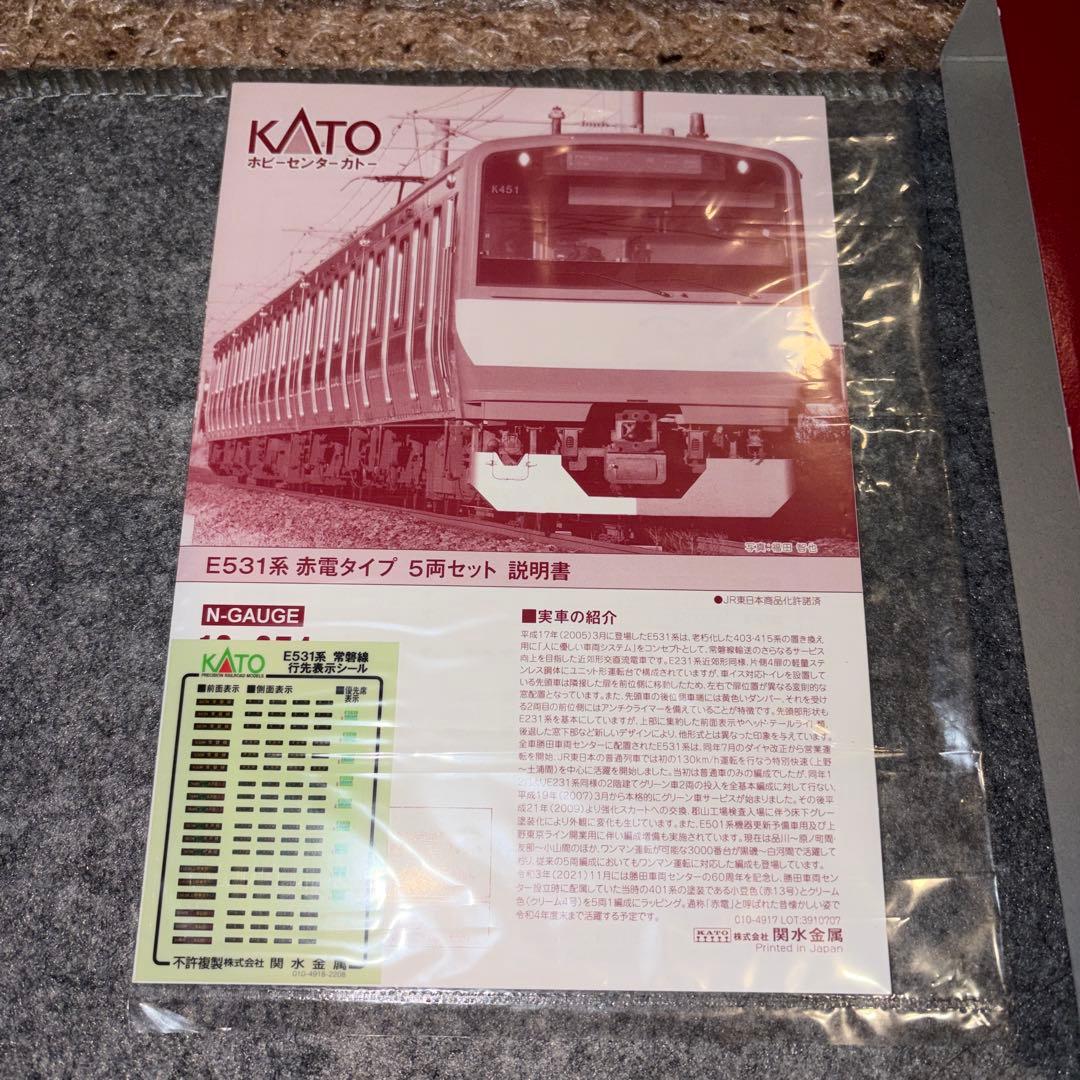 KATO
ホビーセンターカトー
K451
写真:福田 智也
E531系 赤電タイプ 5両セット 説明書
●JR東日本商品化許諾済
N-GAUGE
KATO
PRECISION RAILROAD MODELS
E531系 常磐線
行先表示シール
■前面表示 ■側面表示 ■優先席
表示
不許複製 株式会社 関水金属
010-4918-2208
■実車の紹介
平成17年(2005)3月に登場したE531系は、老朽化した403・415系の置き換え
用に「人に優しい車両システム」をコンセプトとして、常磐線輸送のさらなるサービス
向上を目指した近郊形交直流電車です。E231系近郊形同様、片側4扉の軽量ステ
ンレス鋼体にユニット形運転台で構成されていますが、車イス対応トイレを設置して
いる先頭車は隣接した扉を前位側に移動したため、左右で扉位置が異なる変則的な
窓配置となっています。また、先頭車の後位側車端には黄色いダンパー、それを受け
る2両目の前位側にはアンチクライマーを備えていることが特徴です。先頭部形状も
E231系を基本にしていますが、上部に集約した前面表示やヘッド・テールライト類、
後退した窓下部など新しいデザインにより、他形式とは異なった印象を与えています。
全車勝田車両センターに配置されたE531系は、同年7月のダイヤ改正から営業運
転を開始、JR東日本の普通列車では初の130km/h運転を行なう特別快速(上野
〜土浦間)を中心に活躍を開始しました。当初は普通車のみの編成でしたが、同年1
E231系同様の2階建てグリーン車2両の投入を全基本編成に対して行ない、
平成19年(2007)3月から本格的にグリーン車サービスが始まりました。その後平
成21年(2009)より強化スカートへの交換、郡山工場検査入場に伴う床下グレー
塗装化により外観に変化も生じています。また、E501系機器更新予備車用及び上
野東京ライン開業用に伴い編成増備も実施されています。現在は品川〜原ノ町間・
友部〜小山間のほか、ワンマン運転が可能な3000番台が黒磯〜白河間で活躍して
おり、従来の5両編成においてもワンマン運転に対応した編成も登場しています。
令和3年(2021)11月には勝田車両センターの60周年を記念し、勝田車両セン
ター設立時に配属していた当時の401系の塗装である小豆色(赤13号)とクリーム
色(クリーム4号)を5両1編成にラッピング。通称「赤電」と呼ばれた昔懐かしい姿で
令和4年度末まで活躍する予定です。
010-4917 LOT:3910707
KATO 株式会社 関水金属
Printed in Japan